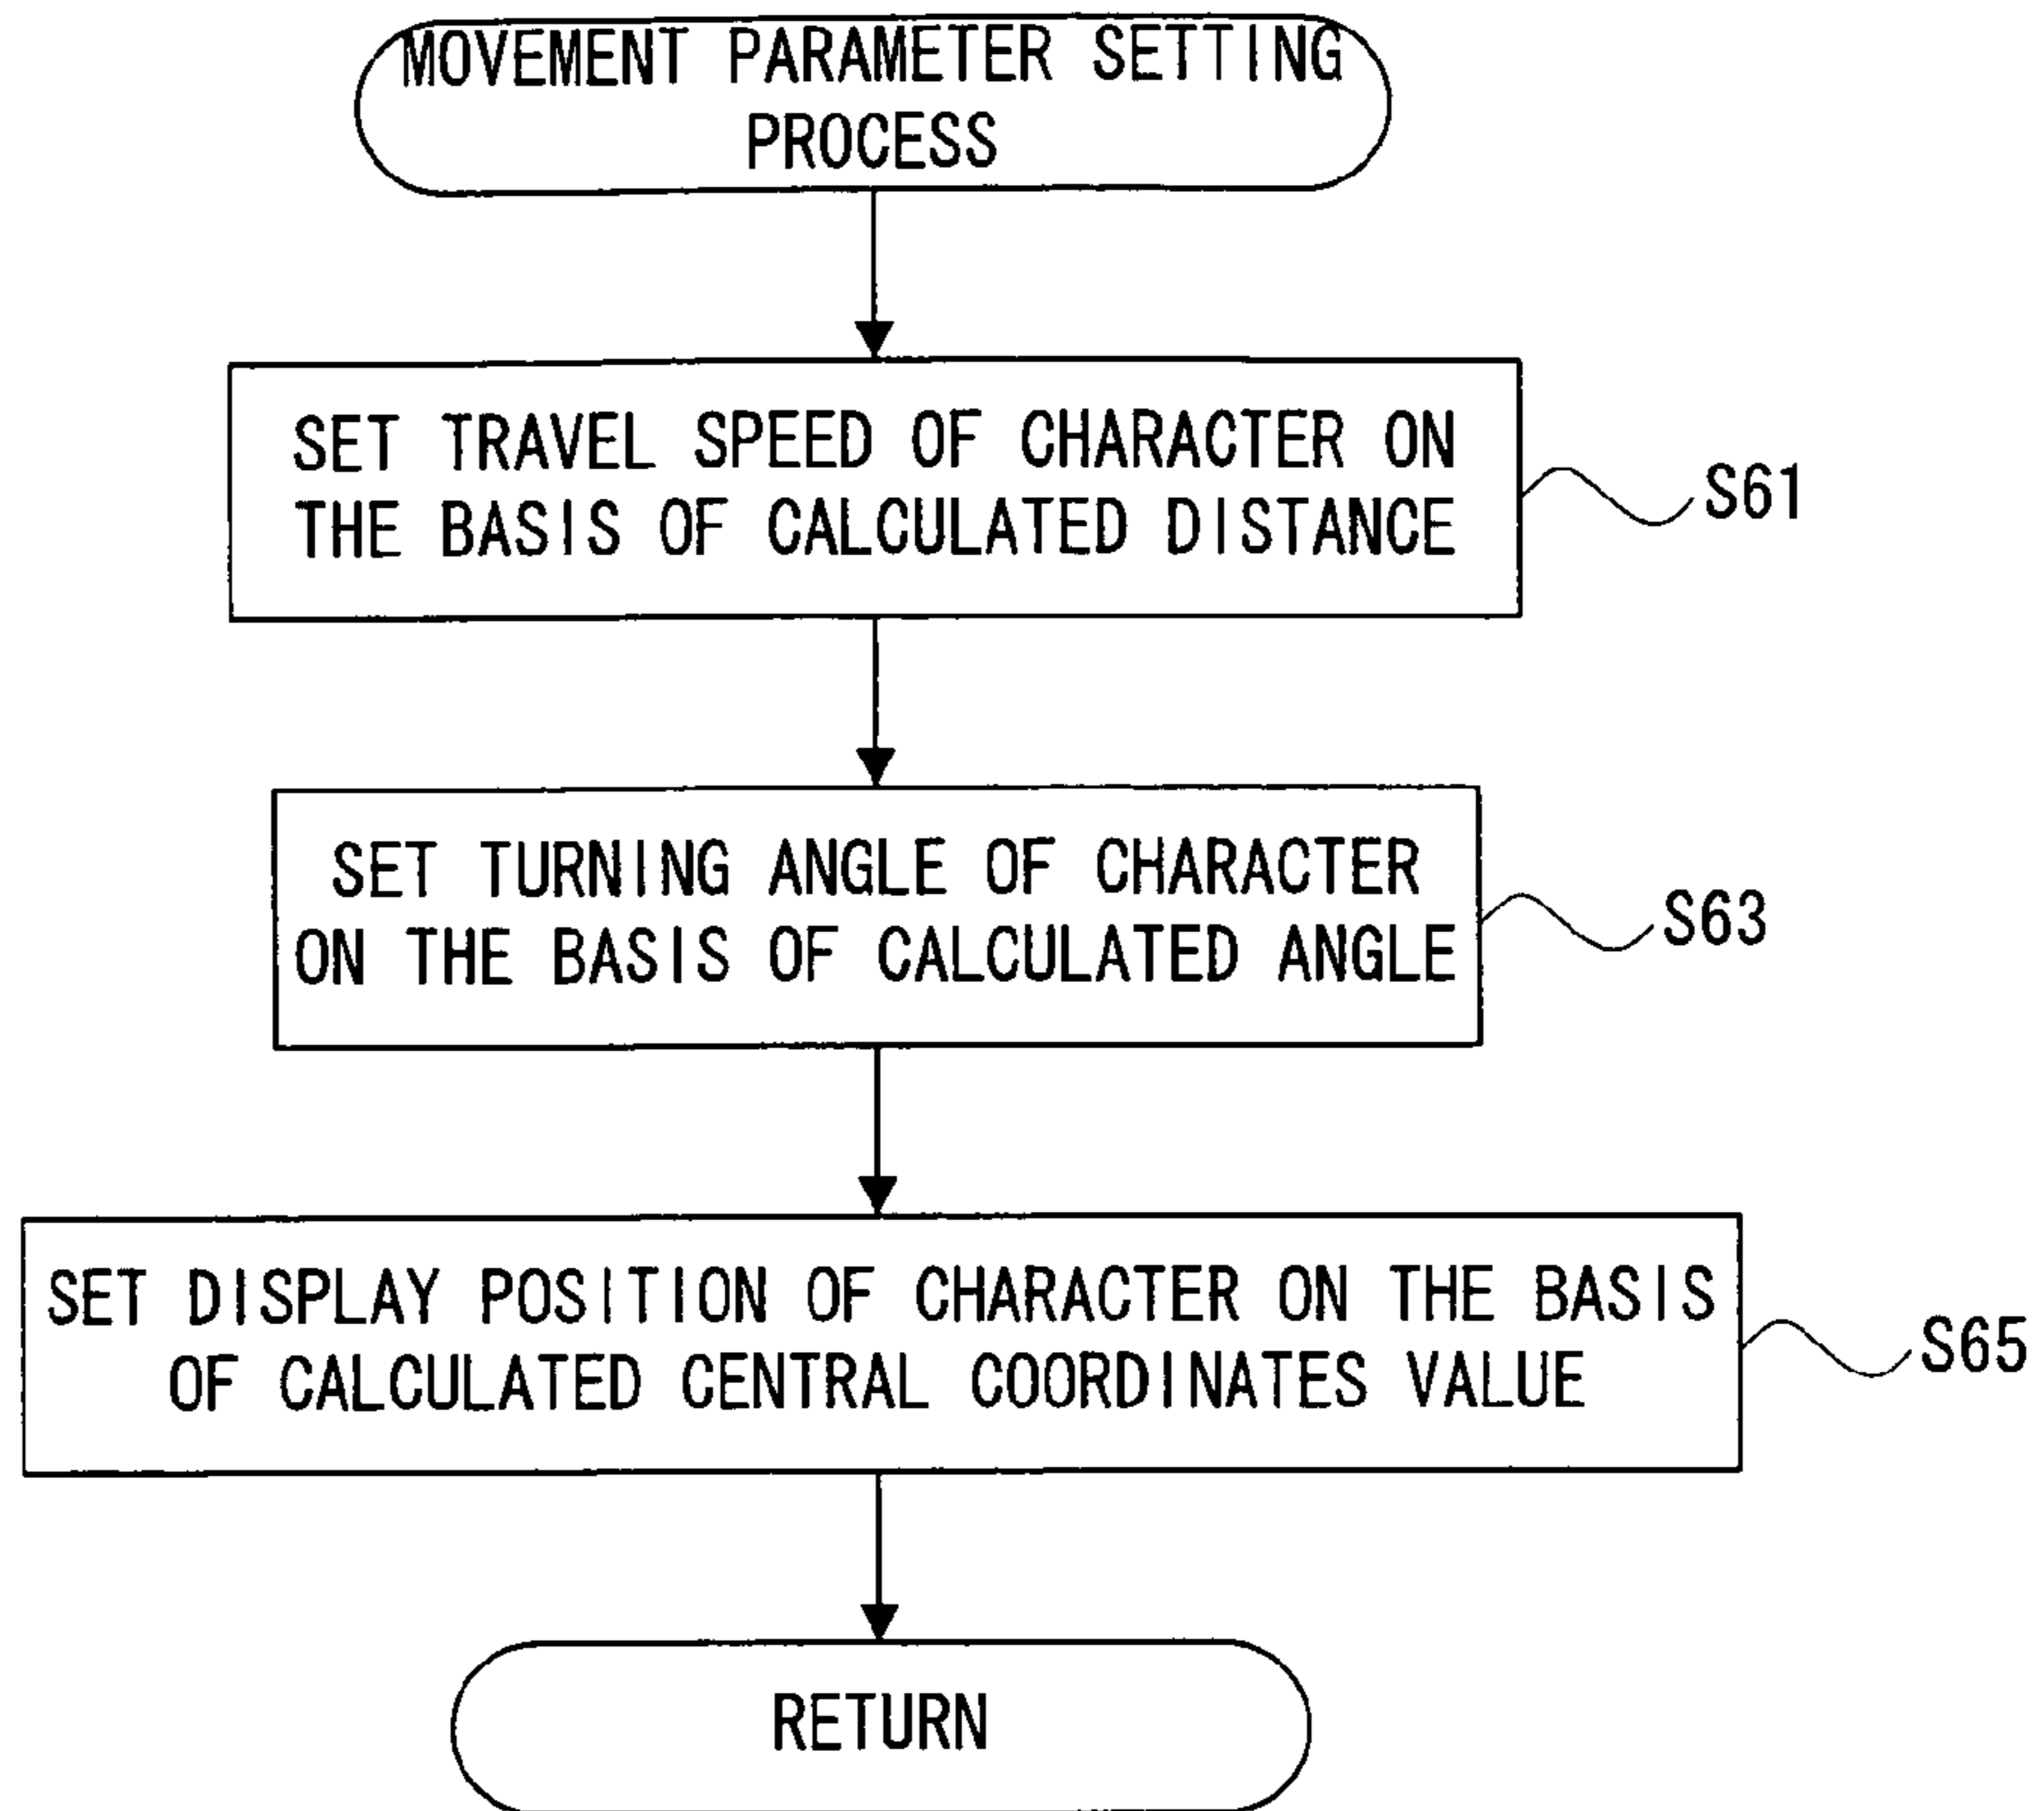 MOVEMENT PARAMETER SETTING
PROCESS
SET TRAVEL SPEED OF CHARACTER ON
THE BASIS OF CALCULATED DISTANCE
S61
SET TURNING ANGLE OF CHARACTER
ON THE BASIS OF CALCULATED ANGLE
S63
SET DISPLAY POSITION OF CHARACTER ON THE BASIS
OF CALCULATED CENTRAL COORDINATES VALUE
S65
RETURN